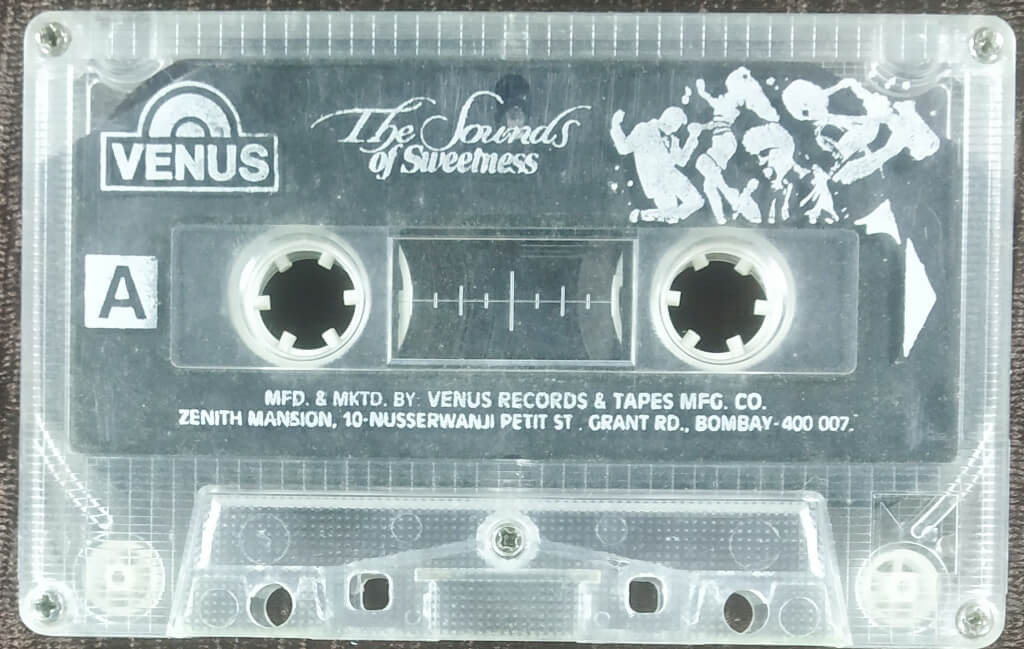 VENUS
The Sounds
of Sweetness
A
MFD. & MKTD. BY: VENUS RECORDS & TAPES MFG. CO.
ZENITH MANSION, 10-NUSSERWANJI PETIT ST. GRANT RD., BOMBAY-400 007.